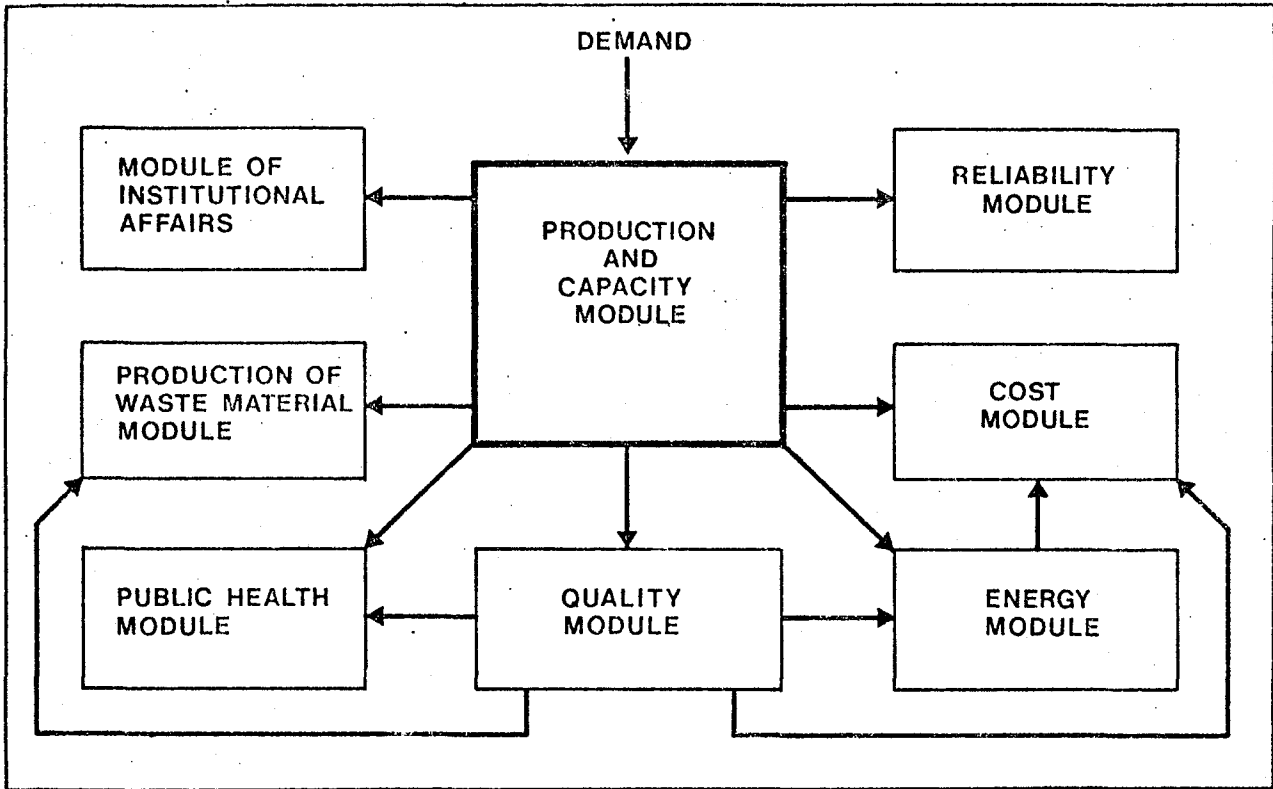 DEMAND
MODULE OF
INSTITUTIONAL
AFFAIRS
PRODUCTION
AND
CAPACITY
MODULE
RELIABILITY
MODULE
PRODUCTION OF
WASTE MATERIAL
MODULE
COST
MODULE
PUBLIC HEALTH
MODULE
QUALITY
MODULE
ENERGY
MODULE